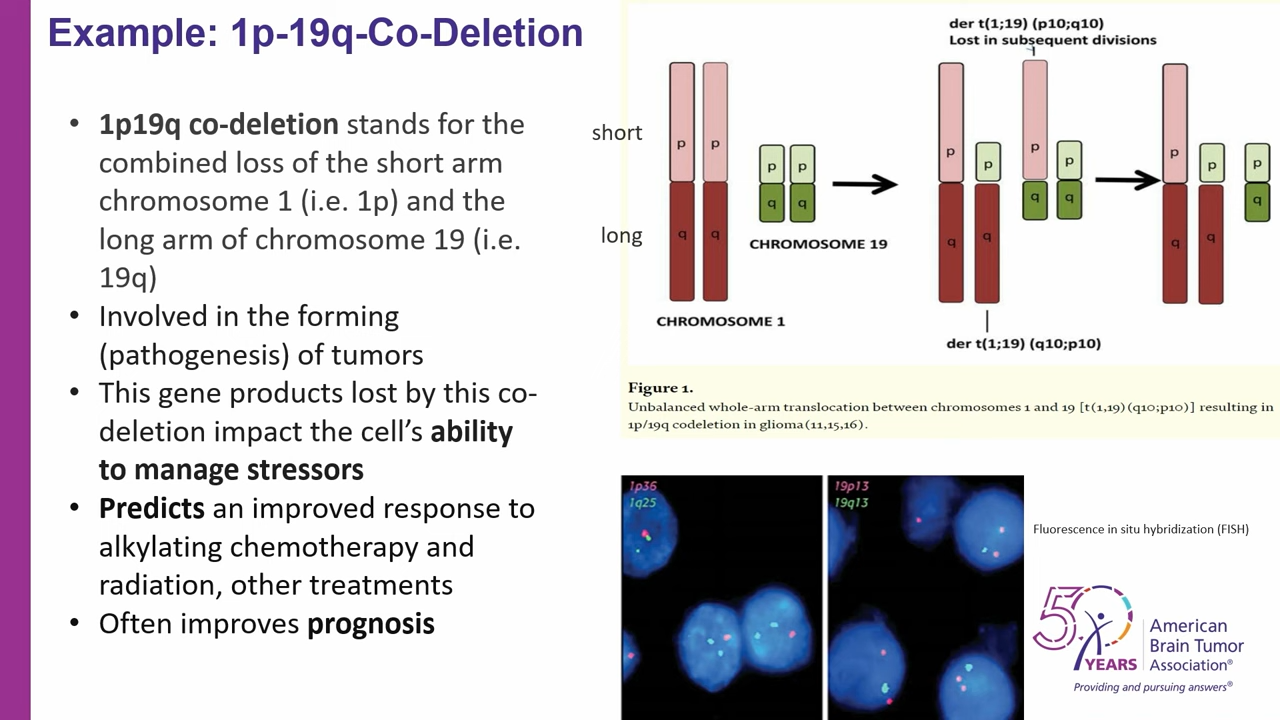 Example: 1p-19q-Co-Deletion
• 1p19q co-deletion stands for the
combined loss of the short arm
chromosome 1 (i.e. 1p) and the
long arm of chromosome 19 (i.e.
19q)
• Involved in the forming
(pathogenesis) of tumors
• This gene products lost by this co-
deletion impact the cell's ability
to manage stressors
• Predicts an improved response to
alkylating chemotherapy and
radiation, other treatments
• Often improves prognosis
der t(1;19) (p10;q10)
Lost in subsequent divisions
short
long
p p
q q
CHROMOSOME 1
p p
q q
CHROMOSOME 19
p p p p
q q q q
der t(1;19) (q10;p10)
p p p
q q q
Figure 1.
Unbalanced whole-arm translocation between chromosomes 1 and 19 [t(1,19)(q10;p10)] resulting in
1p/19q codeletion in glioma(11,15,16).
1p36
1q25
19p13
19q13
Fluorescence in situ hybridization (FISH)
50
YEARS
American
Brain Tumor
Association®
Providing and pursuing answers®